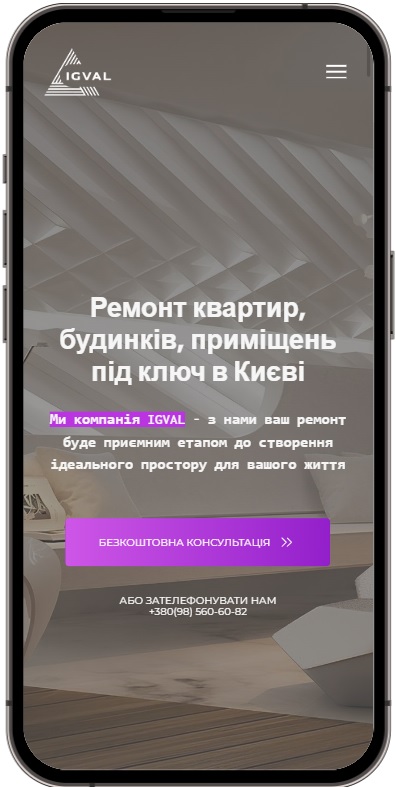 IGVAL
Ремонт квартир,
будинків, приміщень
під ключ в Києві
Ми компанія IGVAL - з нами ваш ремонт
буде приємним етапом до створення
ідеального простору для вашого життя
БЕЗКОШТОВНА КОНСУЛЬТАЦІЯ
АБО ЗАТЕЛЕФОНУВАТИ НАМ
+380(98) 560-60-82